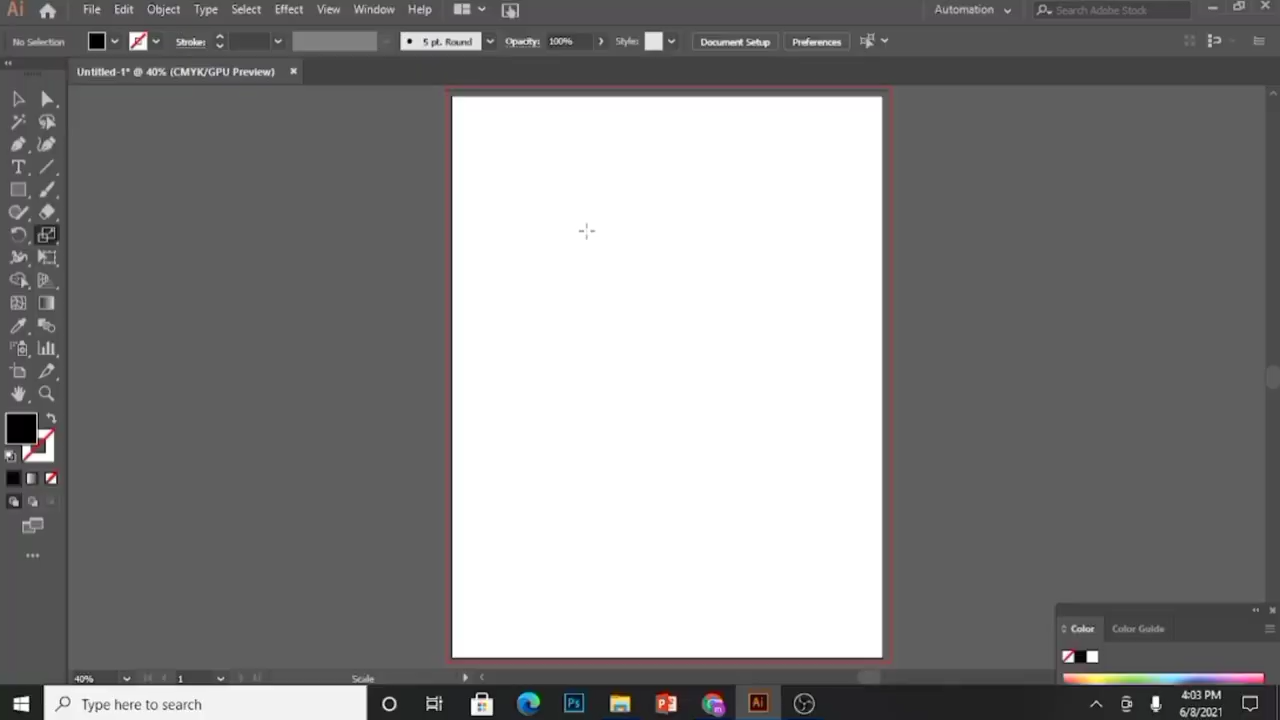 Ai File Edit Object Type Select Effect View Window Help Automation Search Adobe Stock
No Selection Stroke: 5 pt. Round Opacity: 100% Style: Document Setup Preferences
Untitled-1* @ 40% (CMYK/GPU Preview)
Color Color Guide
40% 1 Scale
Type here to search Ps Ai 4:03 PM
6/8/2021